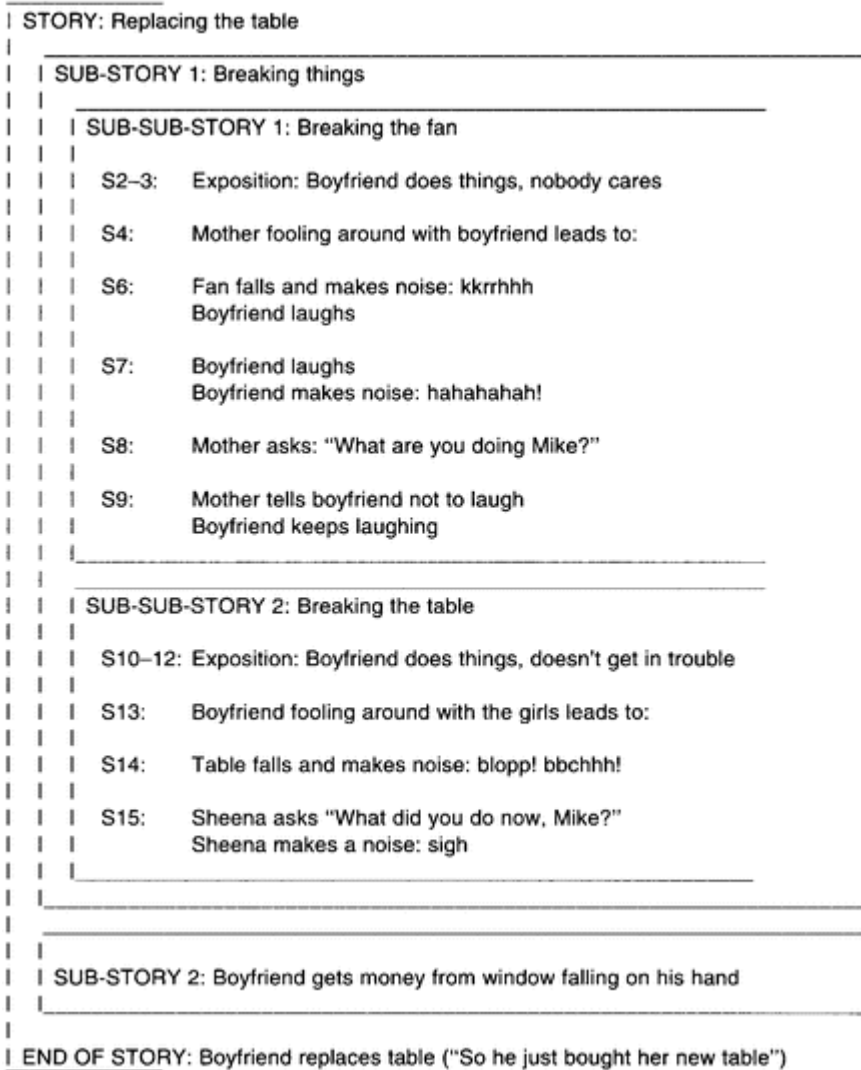 STORY: Replacing the table
SUB-STORY 1: Breaking things
SUB-SUB-STORY 1: Breaking the fan
S2–3: Exposition: Boyfriend does things, nobody cares
S4: Mother fooling around with boyfriend leads to:
S6: Fan falls and makes noise: kkrrhhh
Boyfriend laughs
S7: Boyfriend laughs
Boyfriend makes noise: hahahahah!
S8: Mother asks: “What are you doing Mike?”
S9: Mother tells boyfriend not to laugh
Boyfriend keeps laughing
SUB-SUB-STORY 2: Breaking the table
S10–12: Exposition: Boyfriend does things, doesn't get in trouble
S13: Boyfriend fooling around with the girls leads to:
S14: Table falls and makes noise: blopp! bbchhh!
S15: Sheena asks “What did you do now, Mike?”
Sheena makes a noise: sigh
SUB-STORY 2: Boyfriend gets money from window falling on his hand
END OF STORY: Boyfriend replaces table (“So he just bought her new table”)